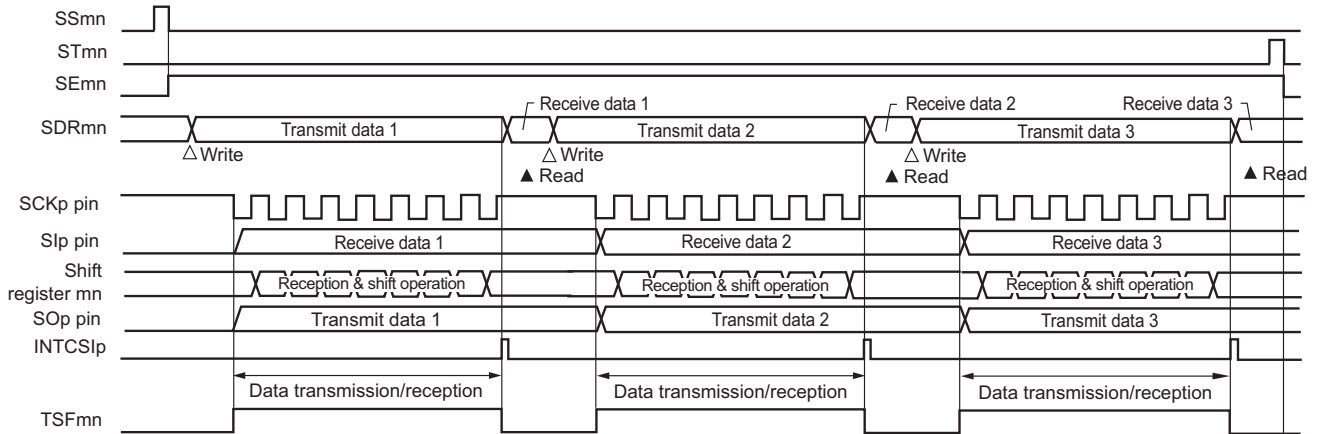 SSmn
STmn
SEmn
Receive data 1
Receive data 2
Receive data 3
SDRmn
Transmit data 1
Transmit data 2
Transmit data 3
△ Write
△ Write
△ Write
▲ Read
▲ Read
▲ Read
SCKp pin
SIp pin
Receive data 1
Receive data 2
Receive data 3
Shift
register mn
Reception & shift operation
Reception & shift operation
Reception & shift operation
SOp pin
Transmit data 1
Transmit data 2
Transmit data 3
INTCSIp
Data transmission/reception
Data transmission/reception
Data transmission/reception
TSFmn